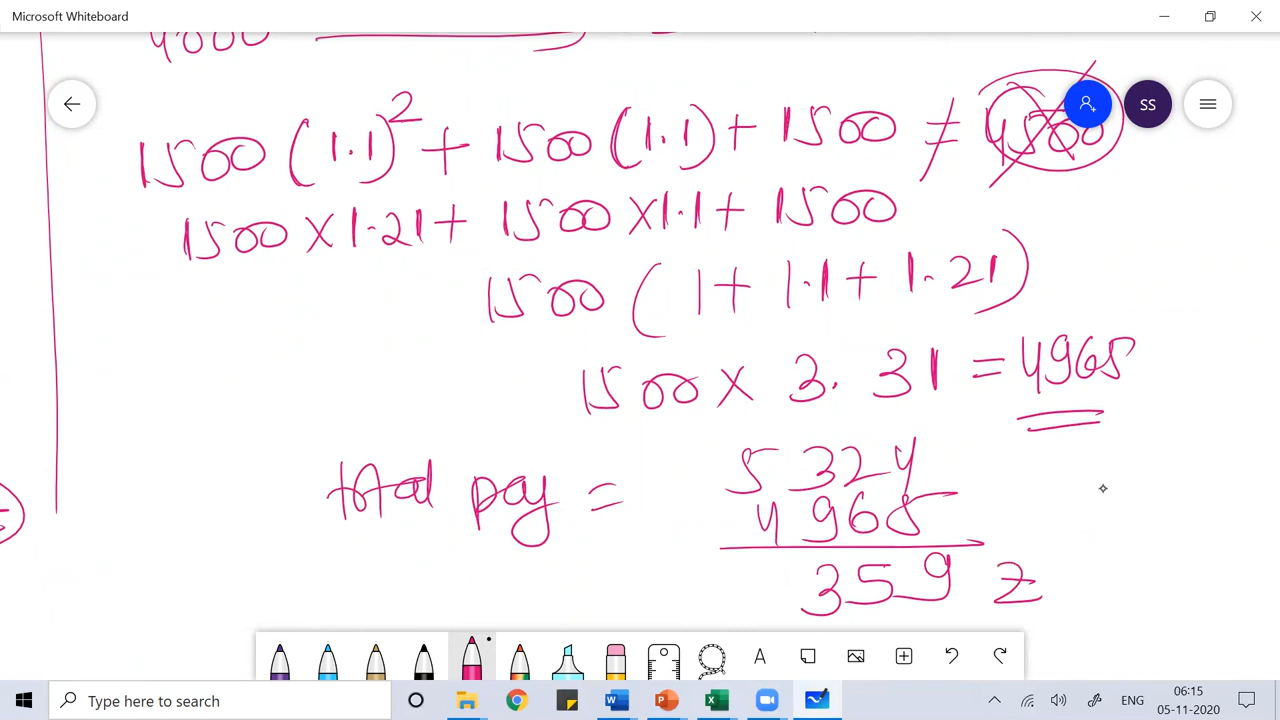 Microsoft Whiteboard
4000
SS
1500 (1.1)² + 1500 (1.1) + 1500 ≠ 4500
1500 × 1.21 + 1500 × 1.1 + 1500
1500 (1 + 1.1 + 1.21)
1500 × 3.31 = 4965
total pay = 5324
4965
359 z
A
Type here to search
ENG
06:15
05-11-2020